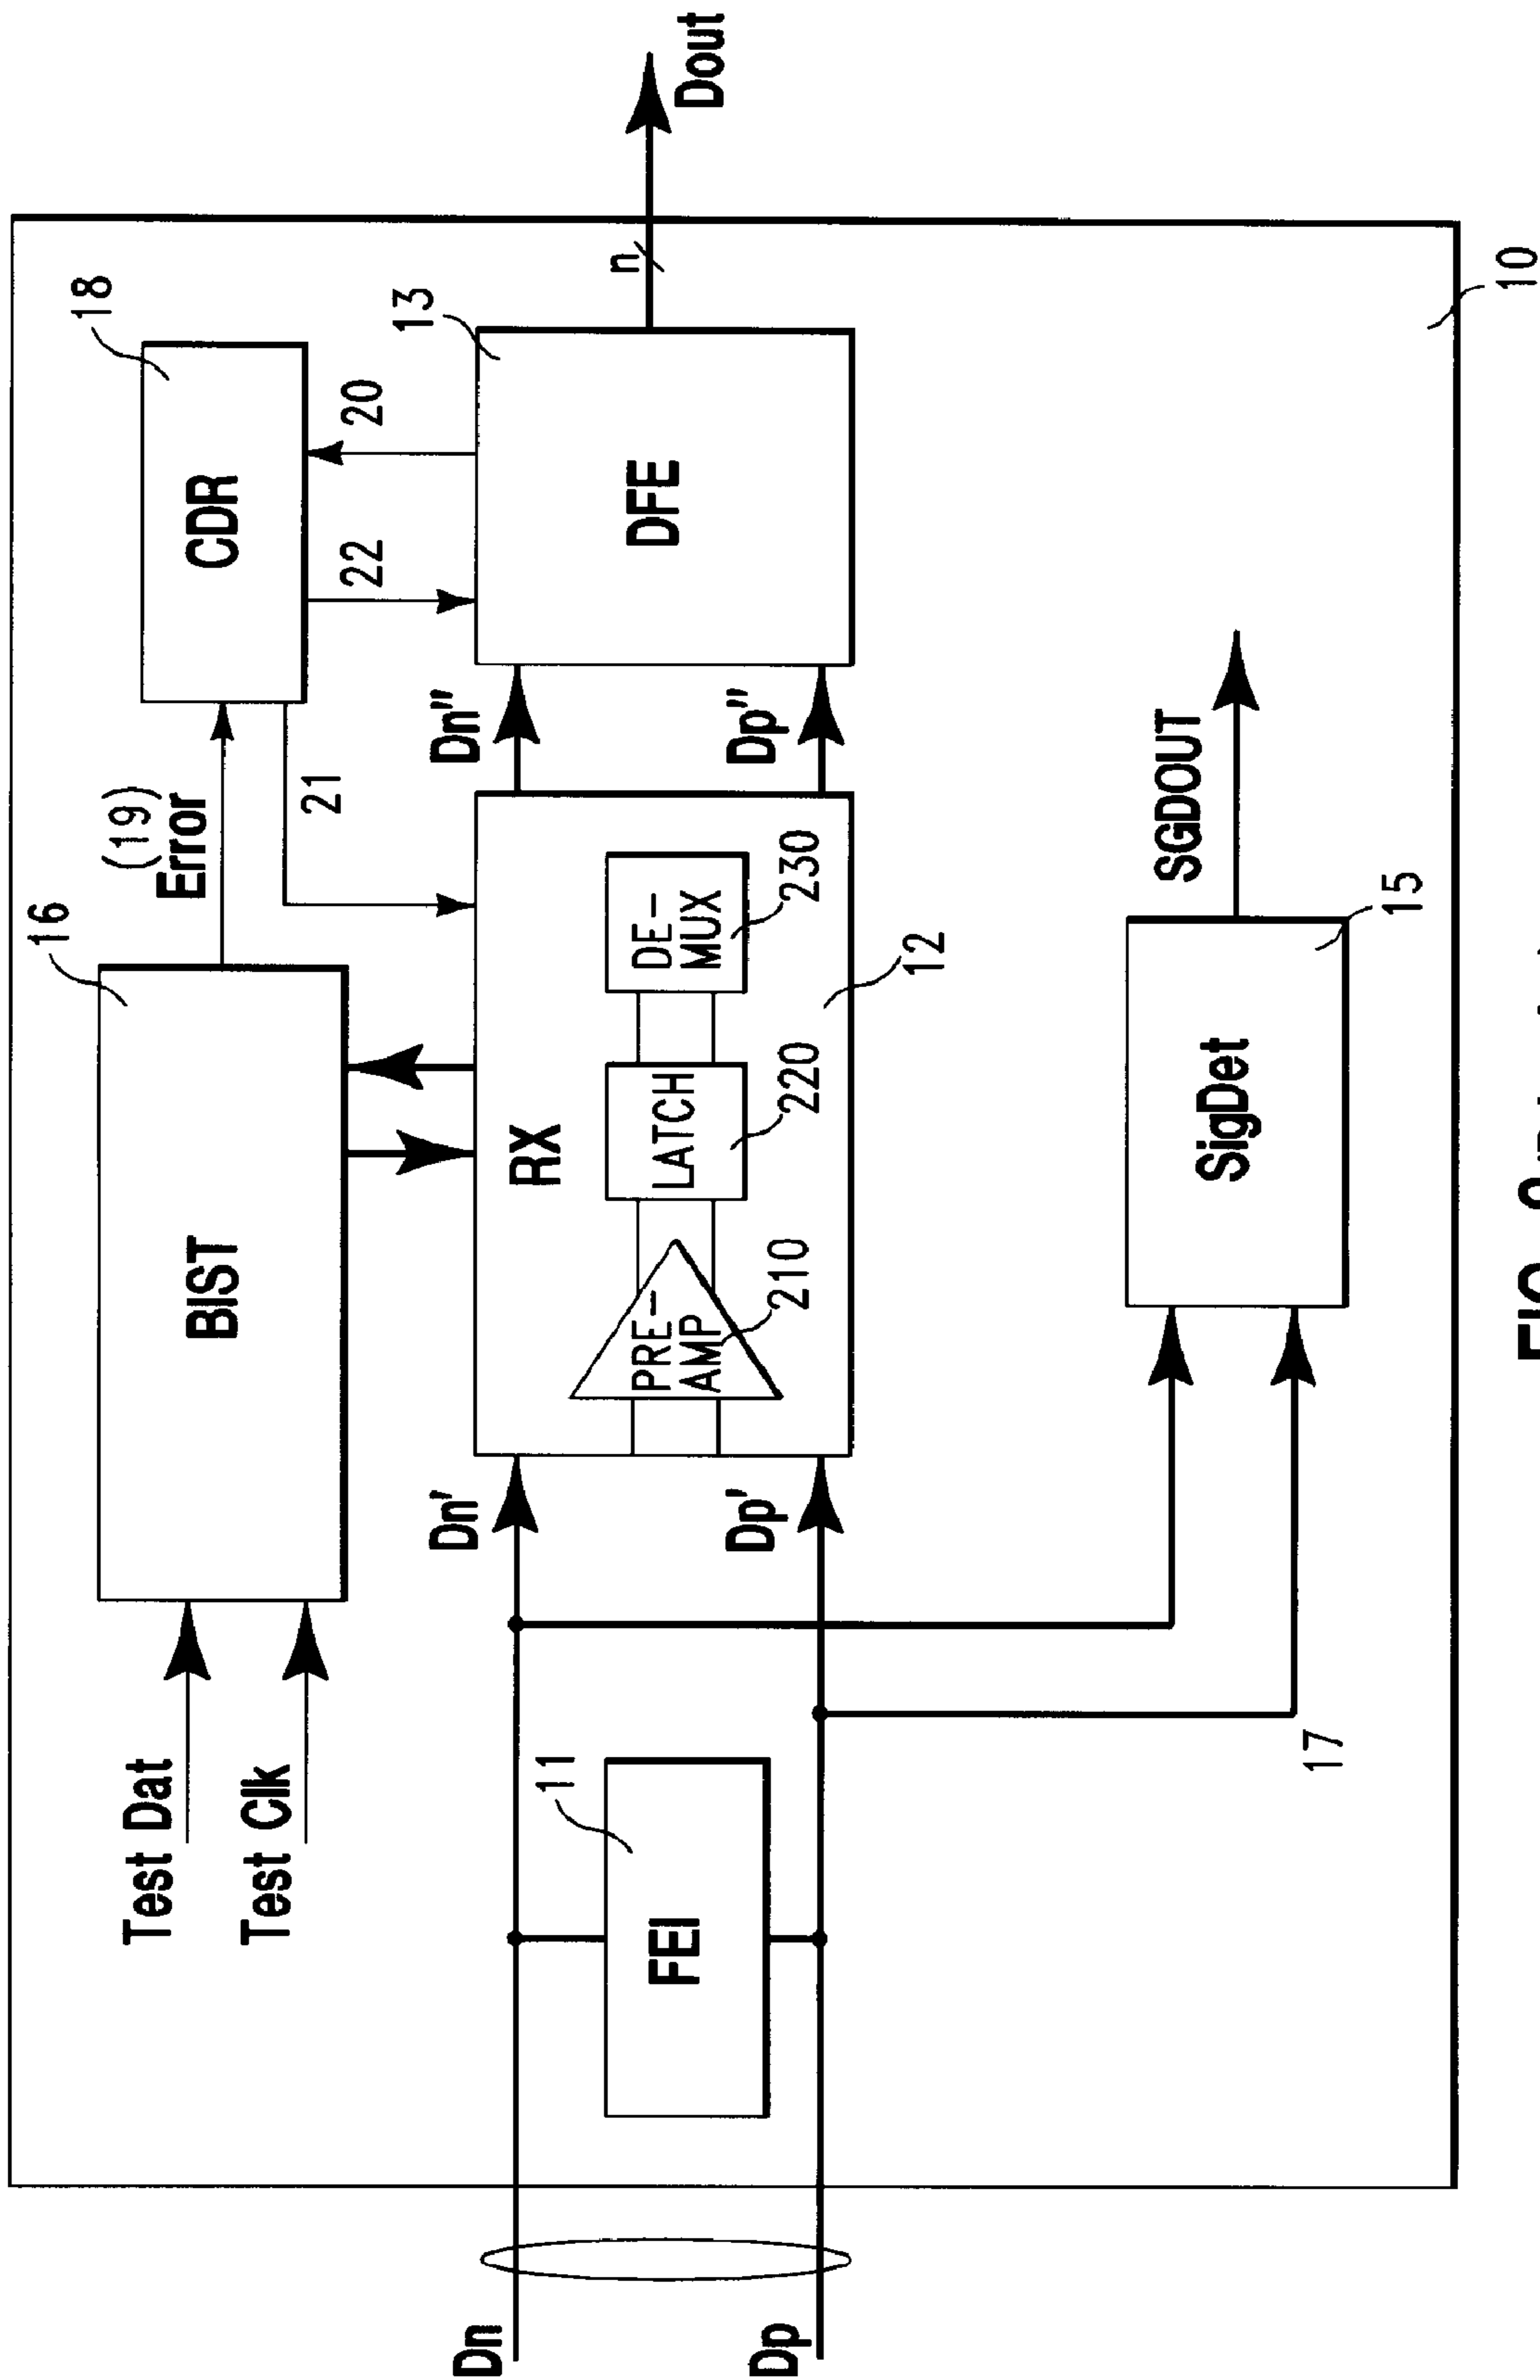 16
(19)
Error
18
Test Dat
Test Clk
BIST
CDR
21
22
20
13
Dn
Dn'
RX
Dn"
11
FEI
PRE-
AMP
LATCH
DE-
MUX
DFE
n
Dout
210
220
230
Dp
Dp'
Dp"
12
SGDOUT
SigDet
15
17
10